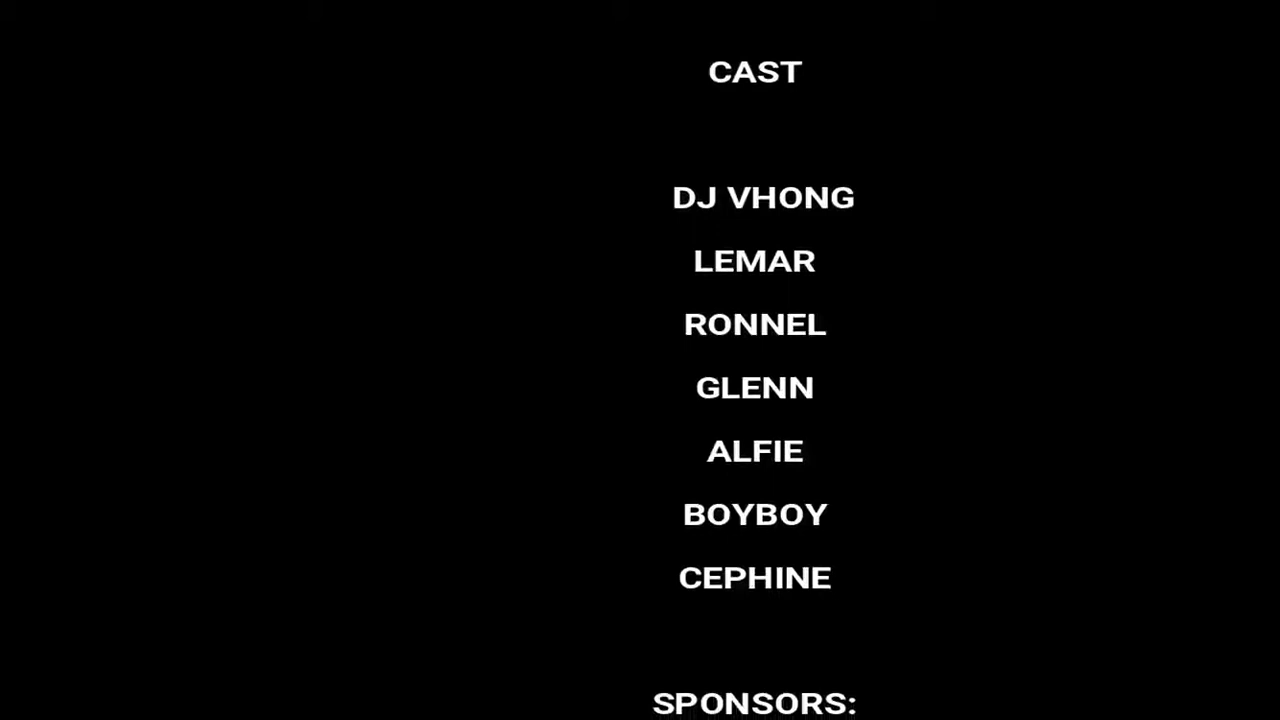 CAST
DJ VHONG
LEMAR
RONNEL
GLENN
ALFIE
BOYBOY
CEPHINE
SPONSORS: